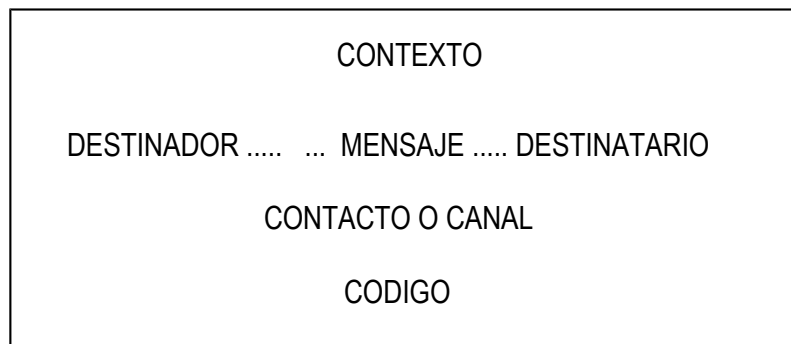 CONTEXTO
DESTINADOR ..... ... MENSAJE ..... DESTINATARIO
CONTACTO O CANAL
CODIGO